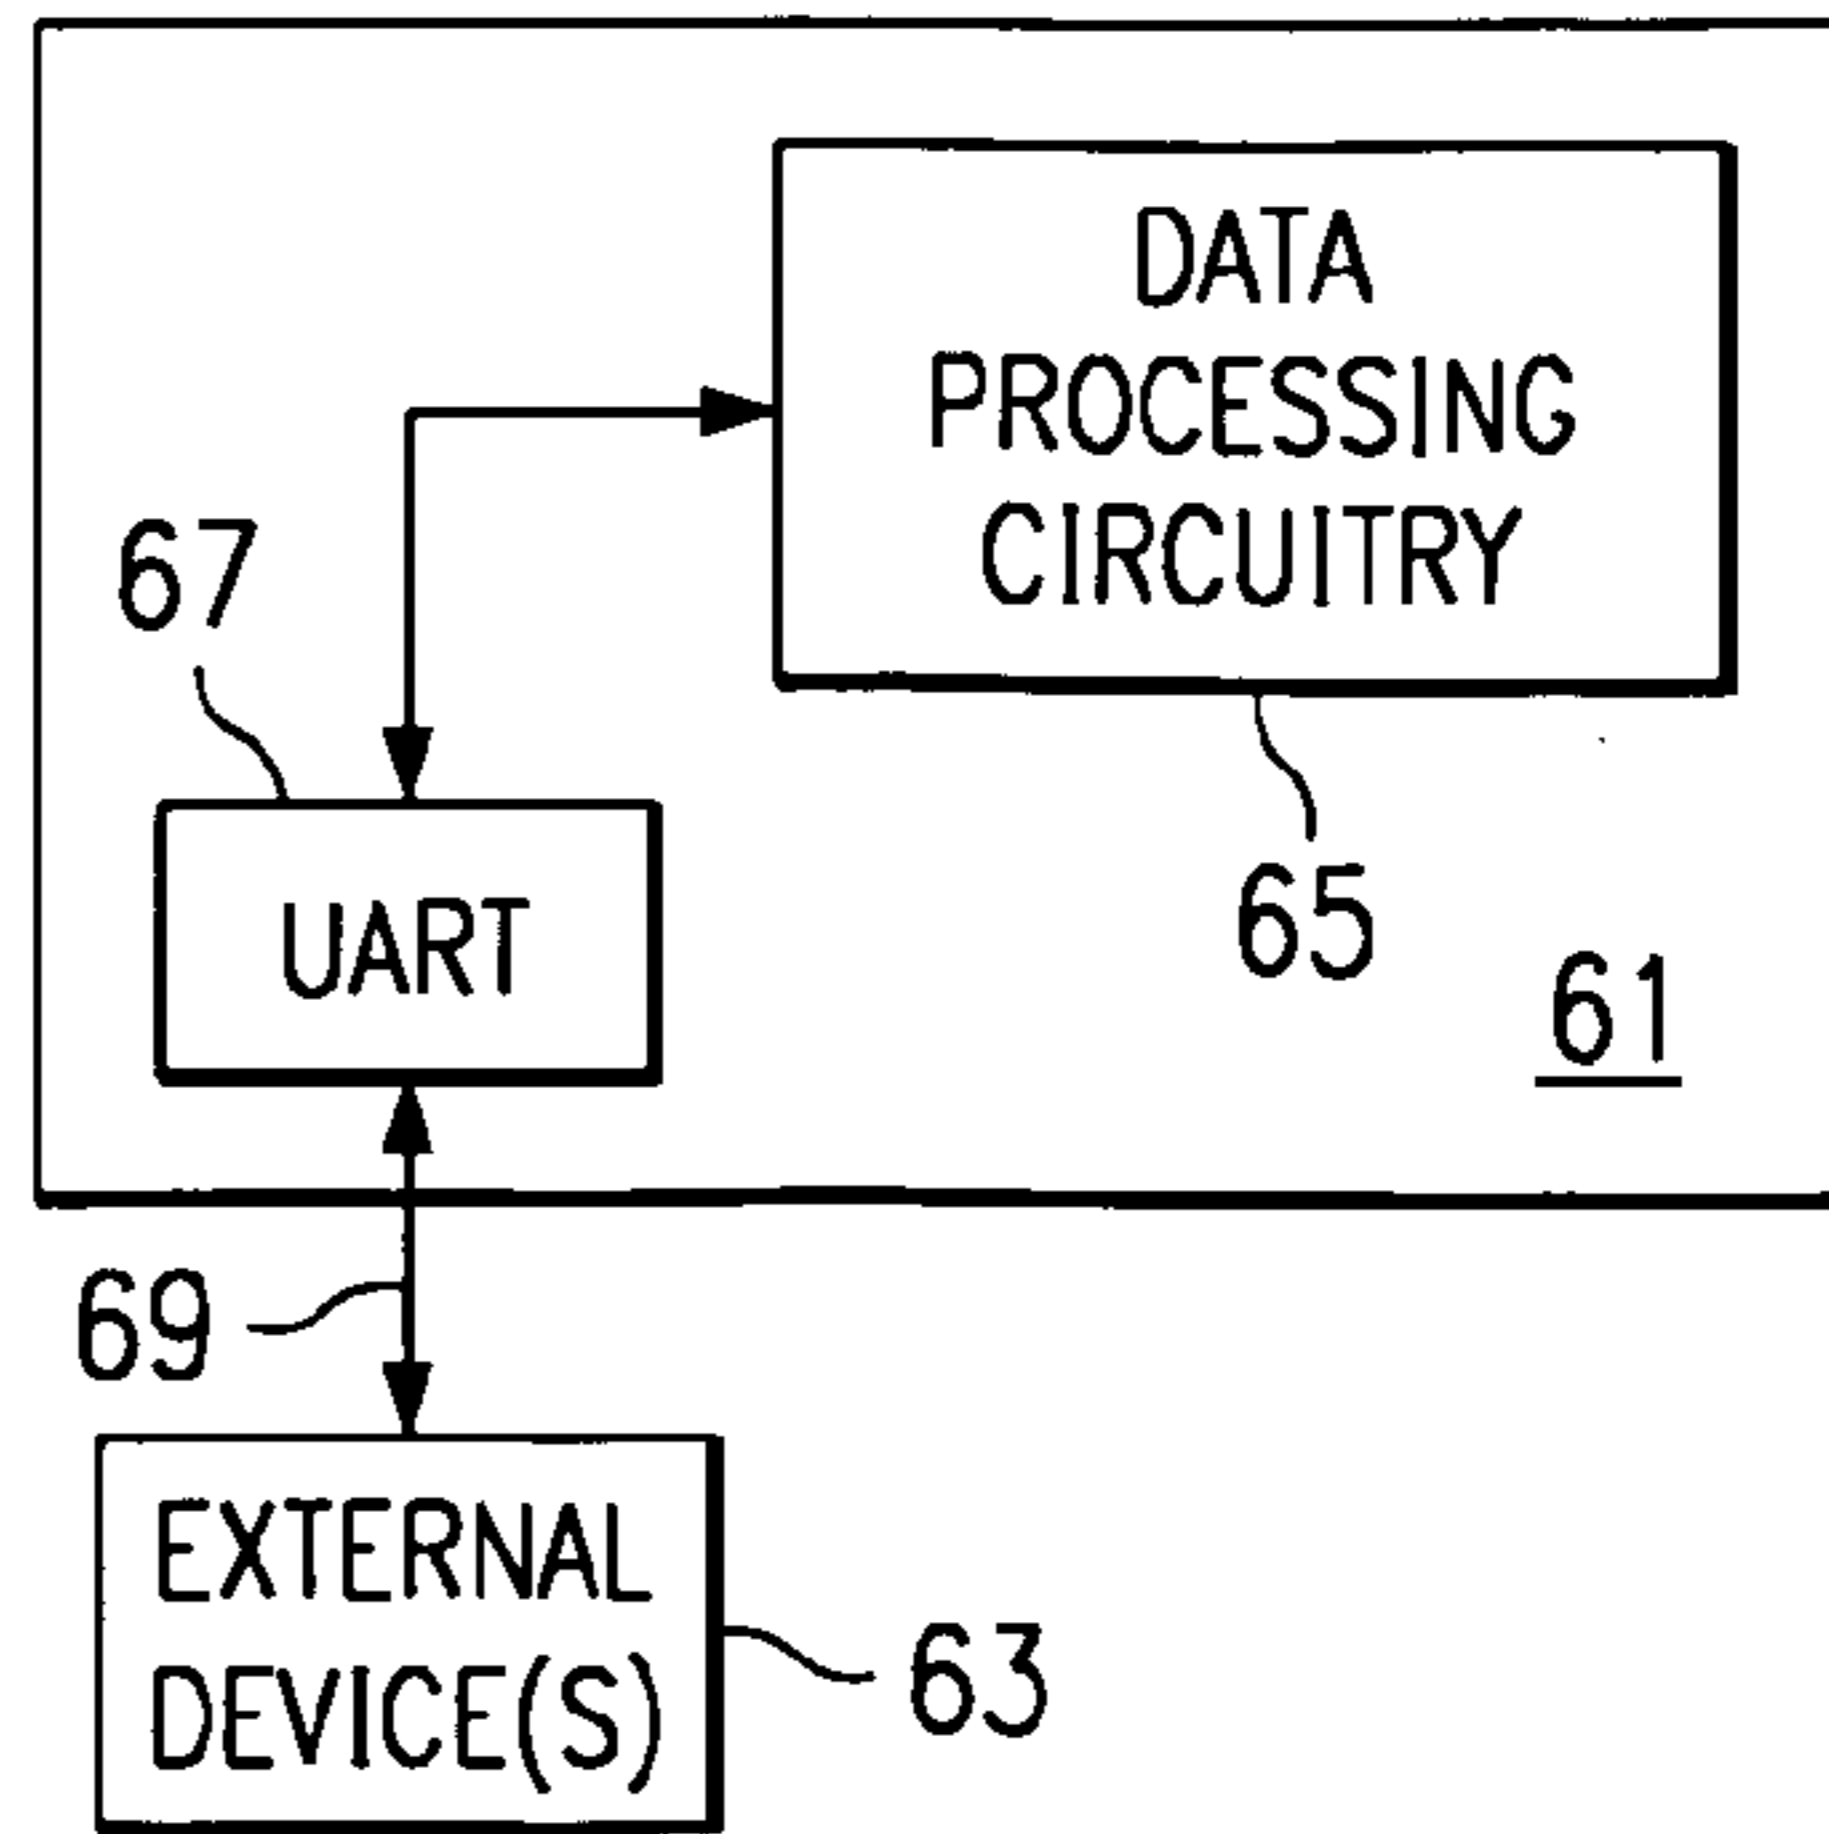 DATA
PROCESSING
CIRCUITRY
67
UART
65
61
69
EXTERNAL
DEVICE(S)
63